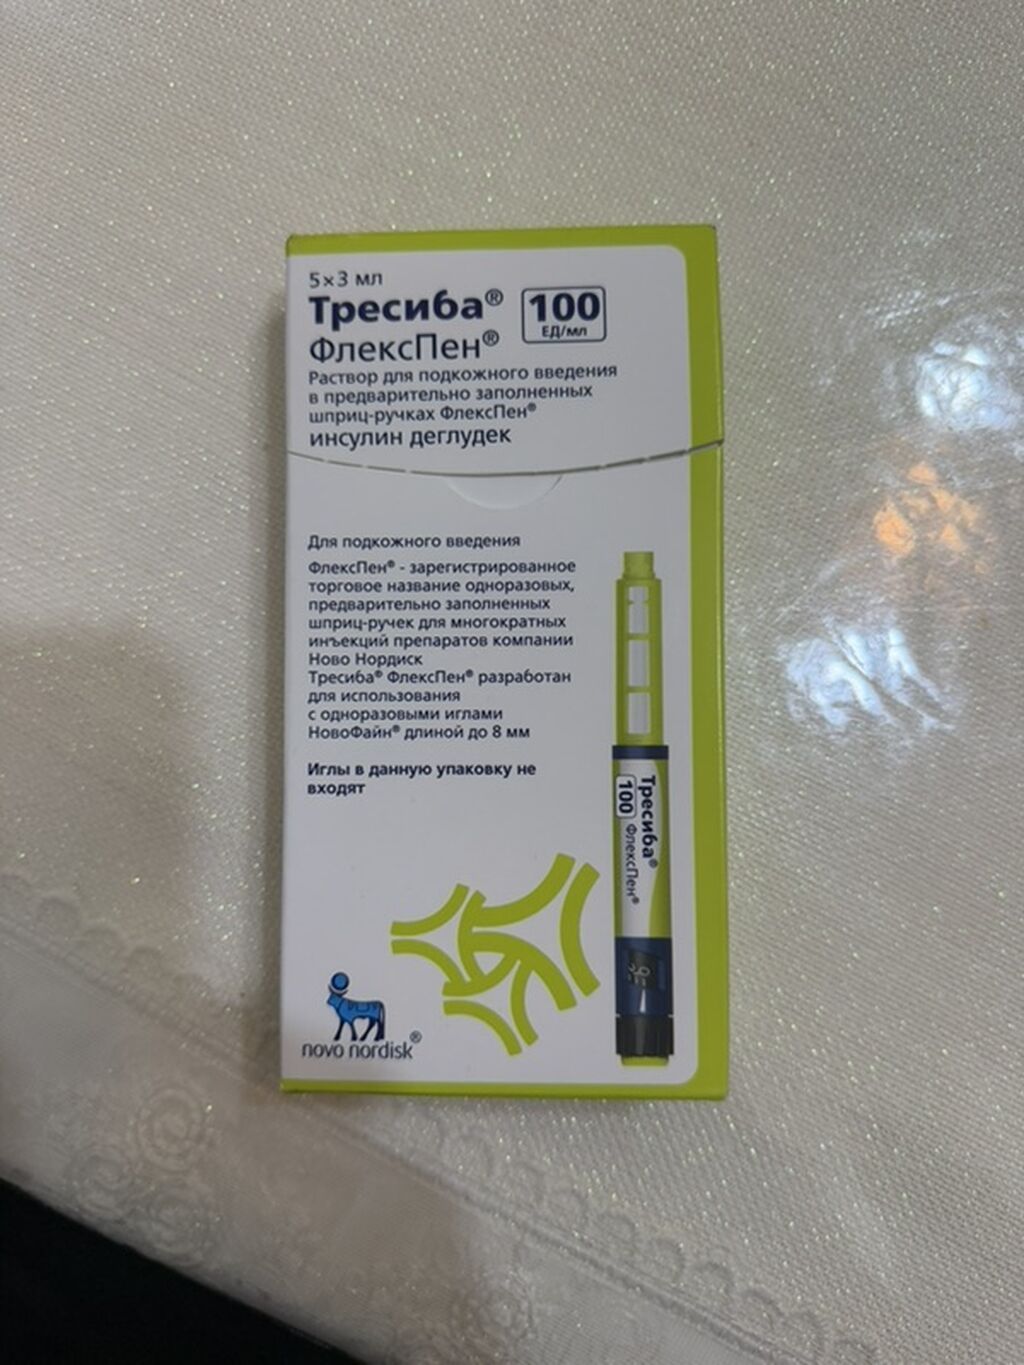 5×3 мл
Тресиба®
100
ЕД/мл
ФлексПен®
Раствор для подкожного введения
в предварительно заполненных
шприц-ручках ФлексПен®
инсулин деглудек
Для подкожного введения
ФлексПен® - зарегистрированное
торговое название одноразовых,
предварительно заполненных
шприц-ручек для многократных
инъекций препаратов компании
Ново Нордиск
Тресиба® ФлексПен® разработан
для использования
с одноразовыми иглами
НовоФайн® длиной до 8 мм
Иглы в данную упаковку не
входят
Тресиба®
100 ФлексПен®
novo nordisk®